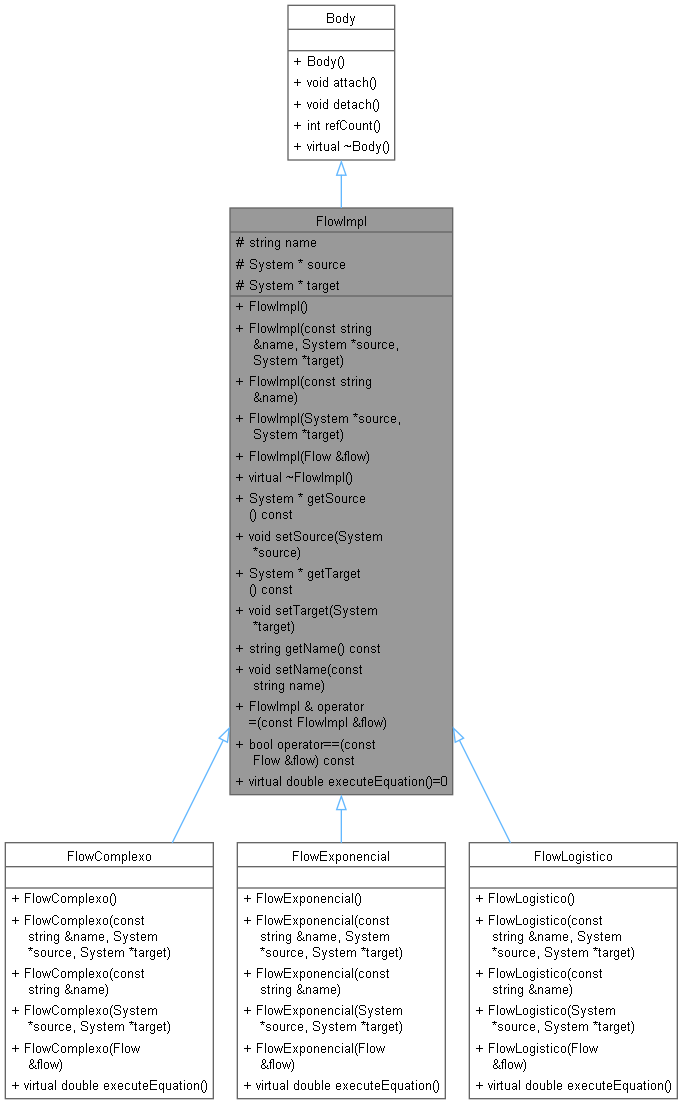 Body
+ Body()
+ void attach()
+ void detach()
+ int refCount()
+ virtual ~Body()
FlowImpl
# string name
# System * source
# System * target
+ FlowImpl()
+ FlowImpl(const string
&name, System *source,
System *target)
+ FlowImpl(const string
&name)
+ FlowImpl(System *source,
System *target)
+ FlowImpl(Flow &flow)
+ virtual ~FlowImpl()
+ System * getSource
() const
+ void setSource(System
*source)
+ System * getTarget
() const
+ void setTarget(System
*target)
+ string getName() const
+ void setName(const
string name)
+ FlowImpl & operator
=(const FlowImpl &flow)
+ bool operator==(const
Flow &flow) const
+ virtual double executeEquation()=0
FlowComplexo
+ FlowComplexo()
+ FlowComplexo(const
string &name, System
*source, System *target)
+ FlowComplexo(const
string &name)
+ FlowComplexo(System
*source, System *target)
+ FlowComplexo(Flow
&flow)
+ virtual double executeEquation()
FlowExponencial
+ FlowExponencial()
+ FlowExponencial(const
string &name, System
*source, System *target)
+ FlowExponencial(const
string &name)
+ FlowExponencial(System
*source, System *target)
+ FlowExponencial(Flow
&flow)
+ virtual double executeEquation()
FlowLogistico
+ FlowLogistico()
+ FlowLogistico(const
string &name, System
*source, System *target)
+ FlowLogistico(const
string &name)
+ FlowLogistico(System
*source, System *target)
+ FlowLogistico(Flow
&flow)
+ virtual double executeEquation()